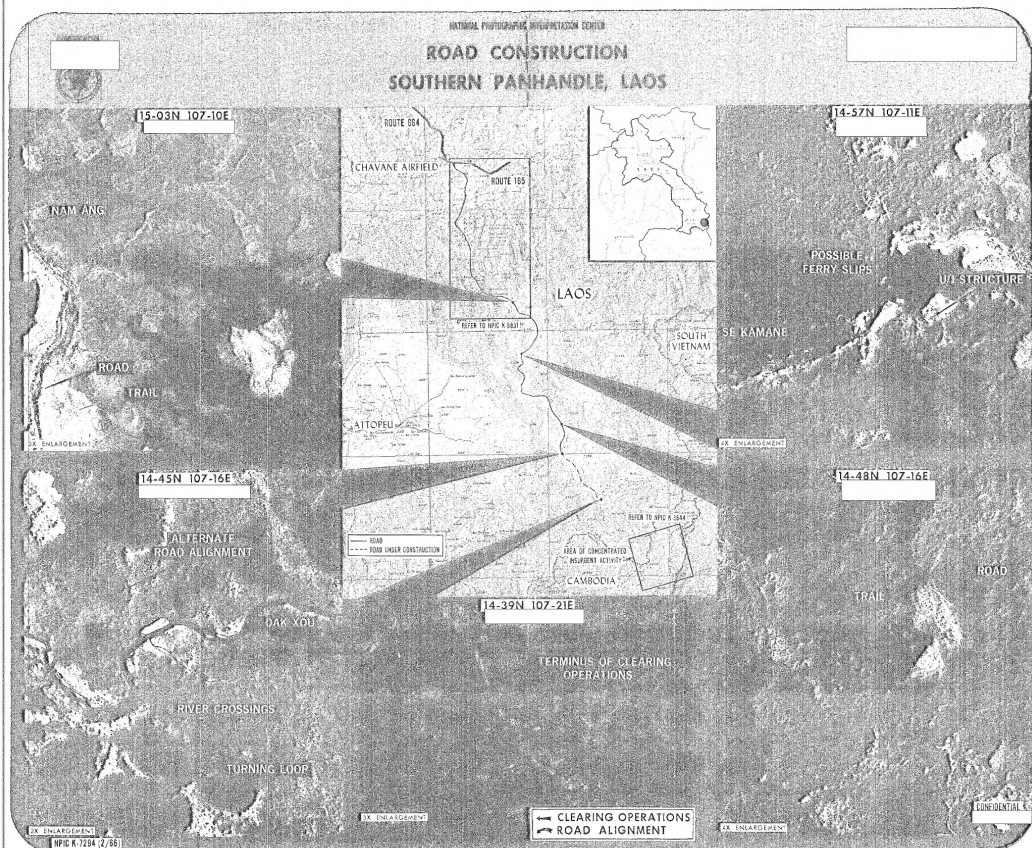 NATIONAL PHOTOGRAPHIC INTERPRETATION CENTER
ROAD CONSTRUCTION
SOUTHERN PANHANDLE, LAOS
15-03N 107-10E
NAM ANG
ROAD
TRAIL
3X ENLARGEMENT
ROUTE 964
CHAVANE AIRFIELD
ROUTE 165
LAOS
REFER TO NPIC K-6631
SOUTH
VIETNAM
ATTOPEU
REFER TO NPIC K-3544
AREA OF CONCENTRATED
INSURGENT ACTIVITY
CAMBODIA
ROAD
ROAD UNDER CONSTRUCTION
14-57N 107-11E
POSSIBLE
FERRY SLIPS
U/I STRUCTURE
SE KAMANE
4X ENLARGEMENT
14-45N 107-16E
ALTERNATE
ROAD ALIGNMENT
OAK XOU
RIVER CROSSINGS
TURNING LOOP
2X ENLARGEMENT
NPIC K-7284 (2/66)
14-39N 107-21E
TERMINUS OF CLEARING
OPERATIONS
3X ENLARGEMENT
CLEARING OPERATIONS
ROAD ALIGNMENT
14-48N 107-16E
ROAD
TRAIL
4X ENLARGEMENT
CONFIDENTIAL